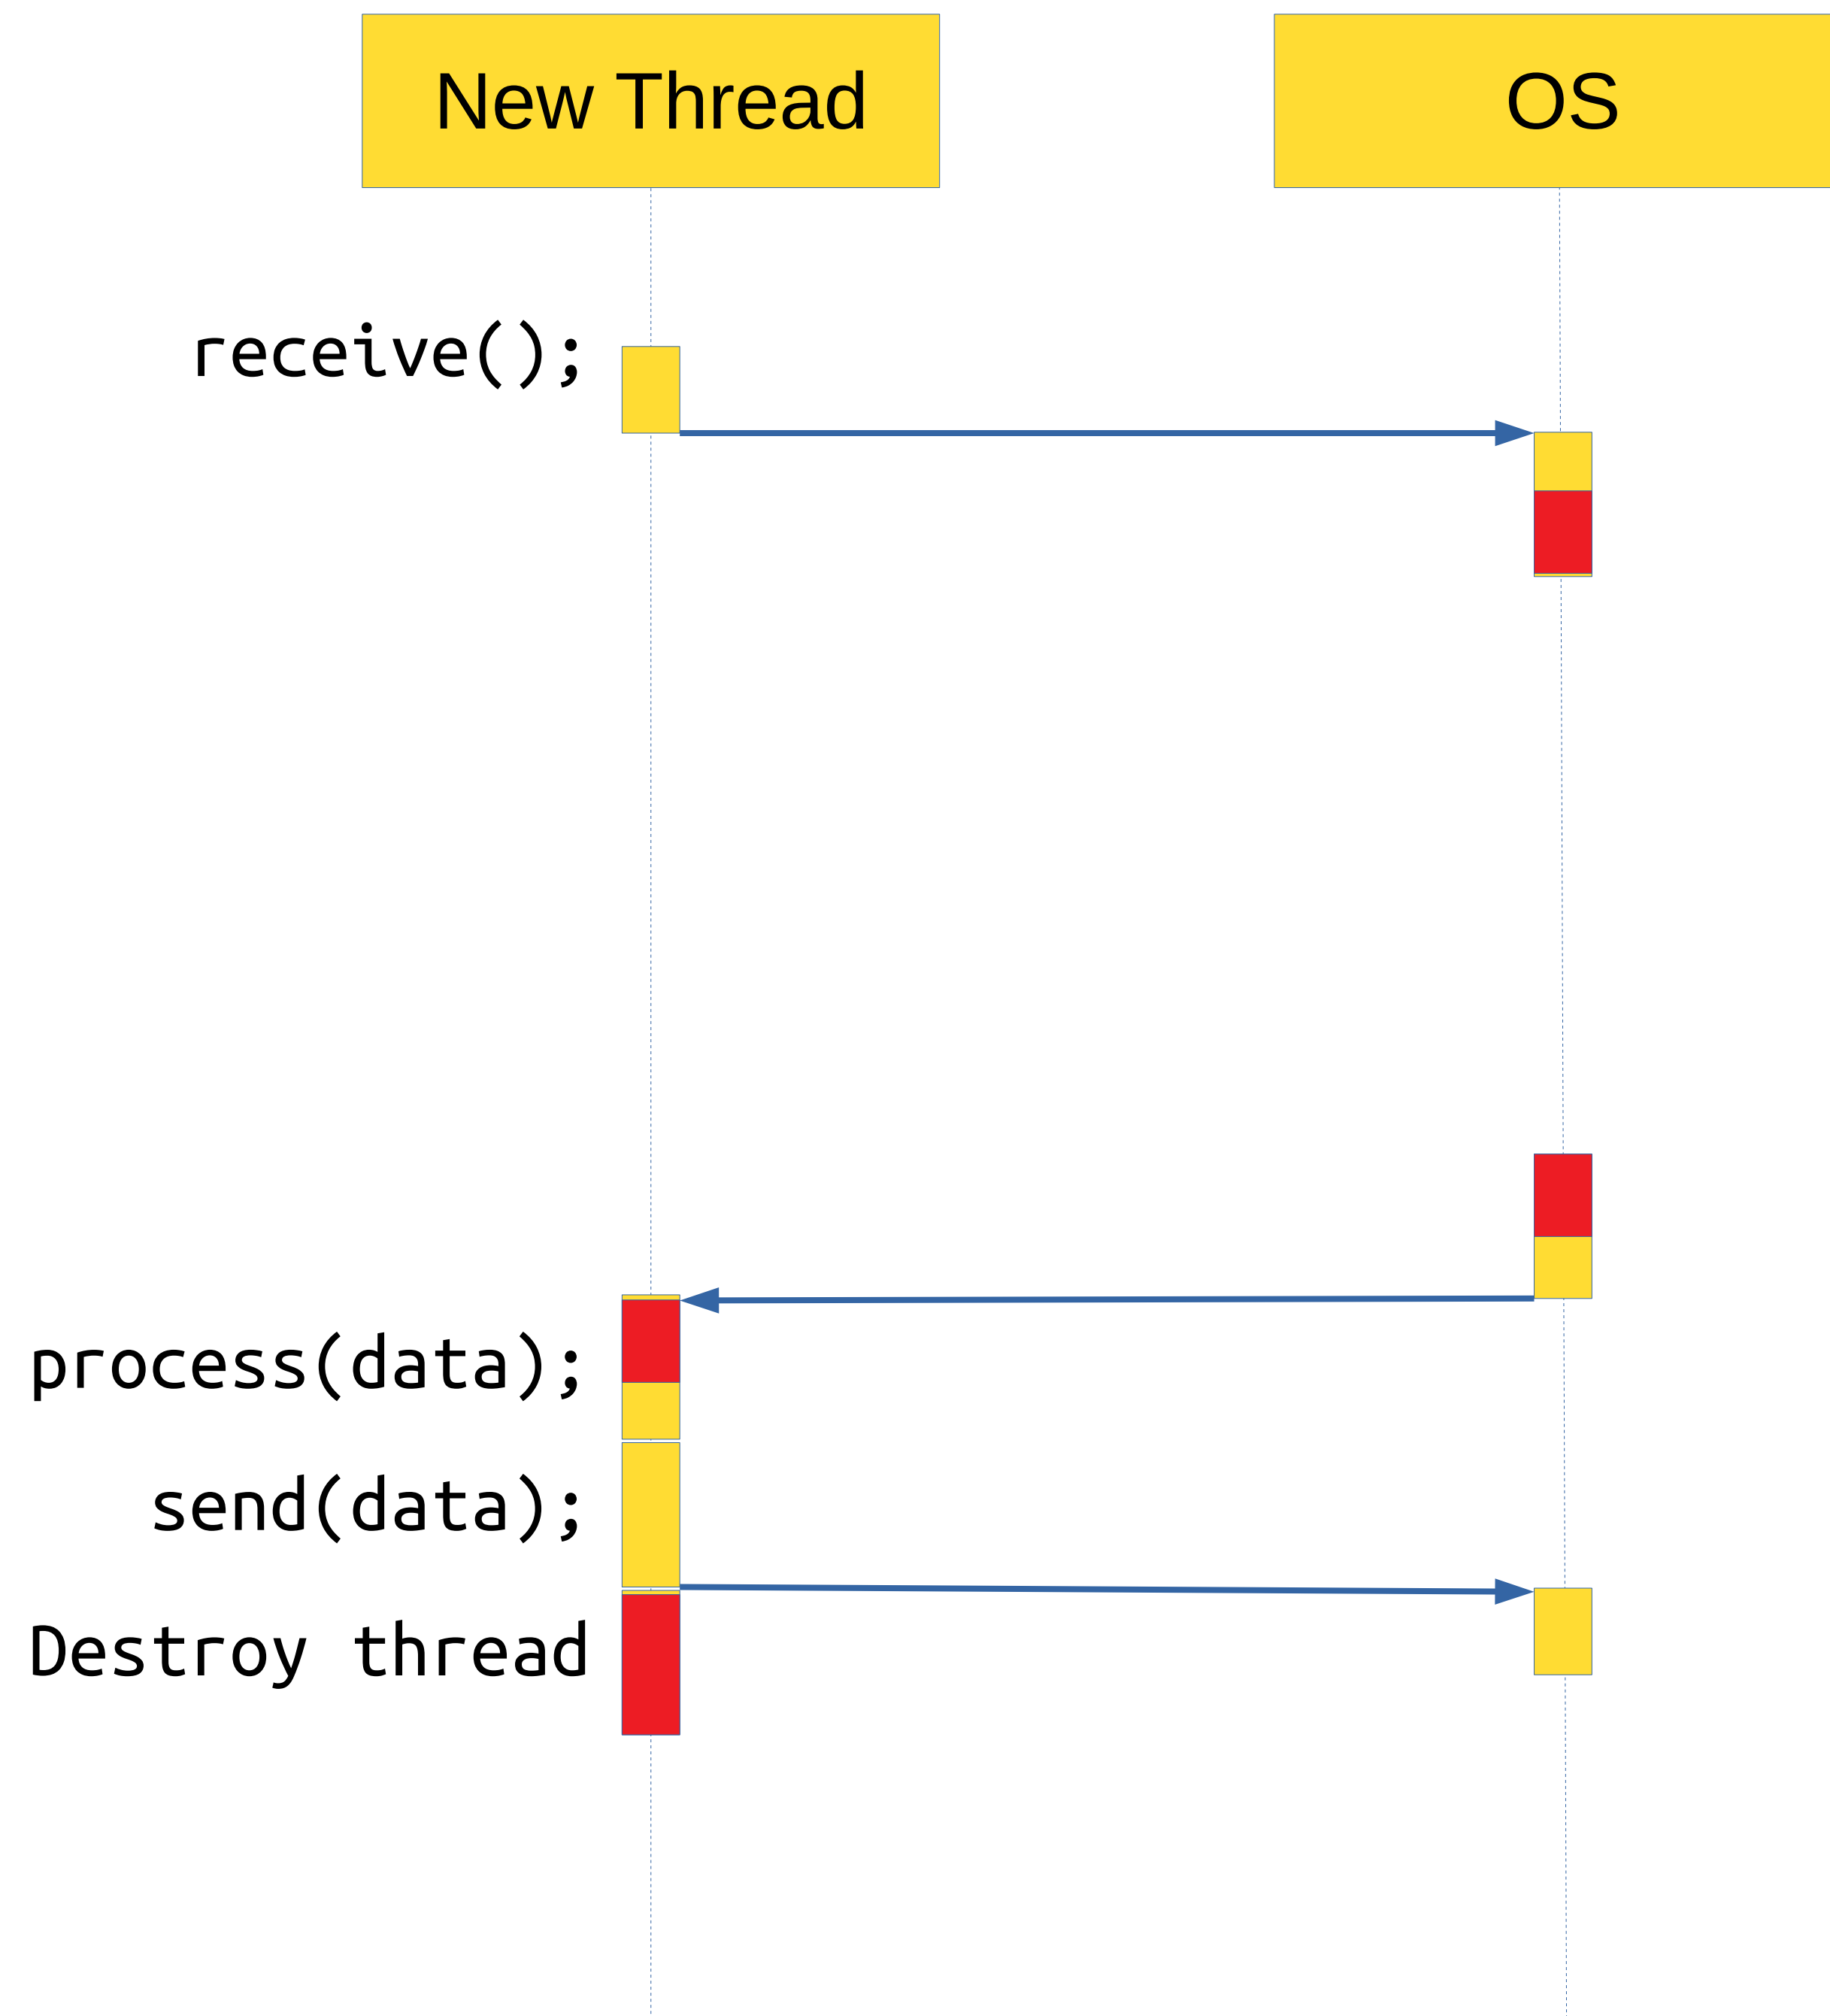 New Thread
OS
receive();
process(data);
send(data);
Destroy thread